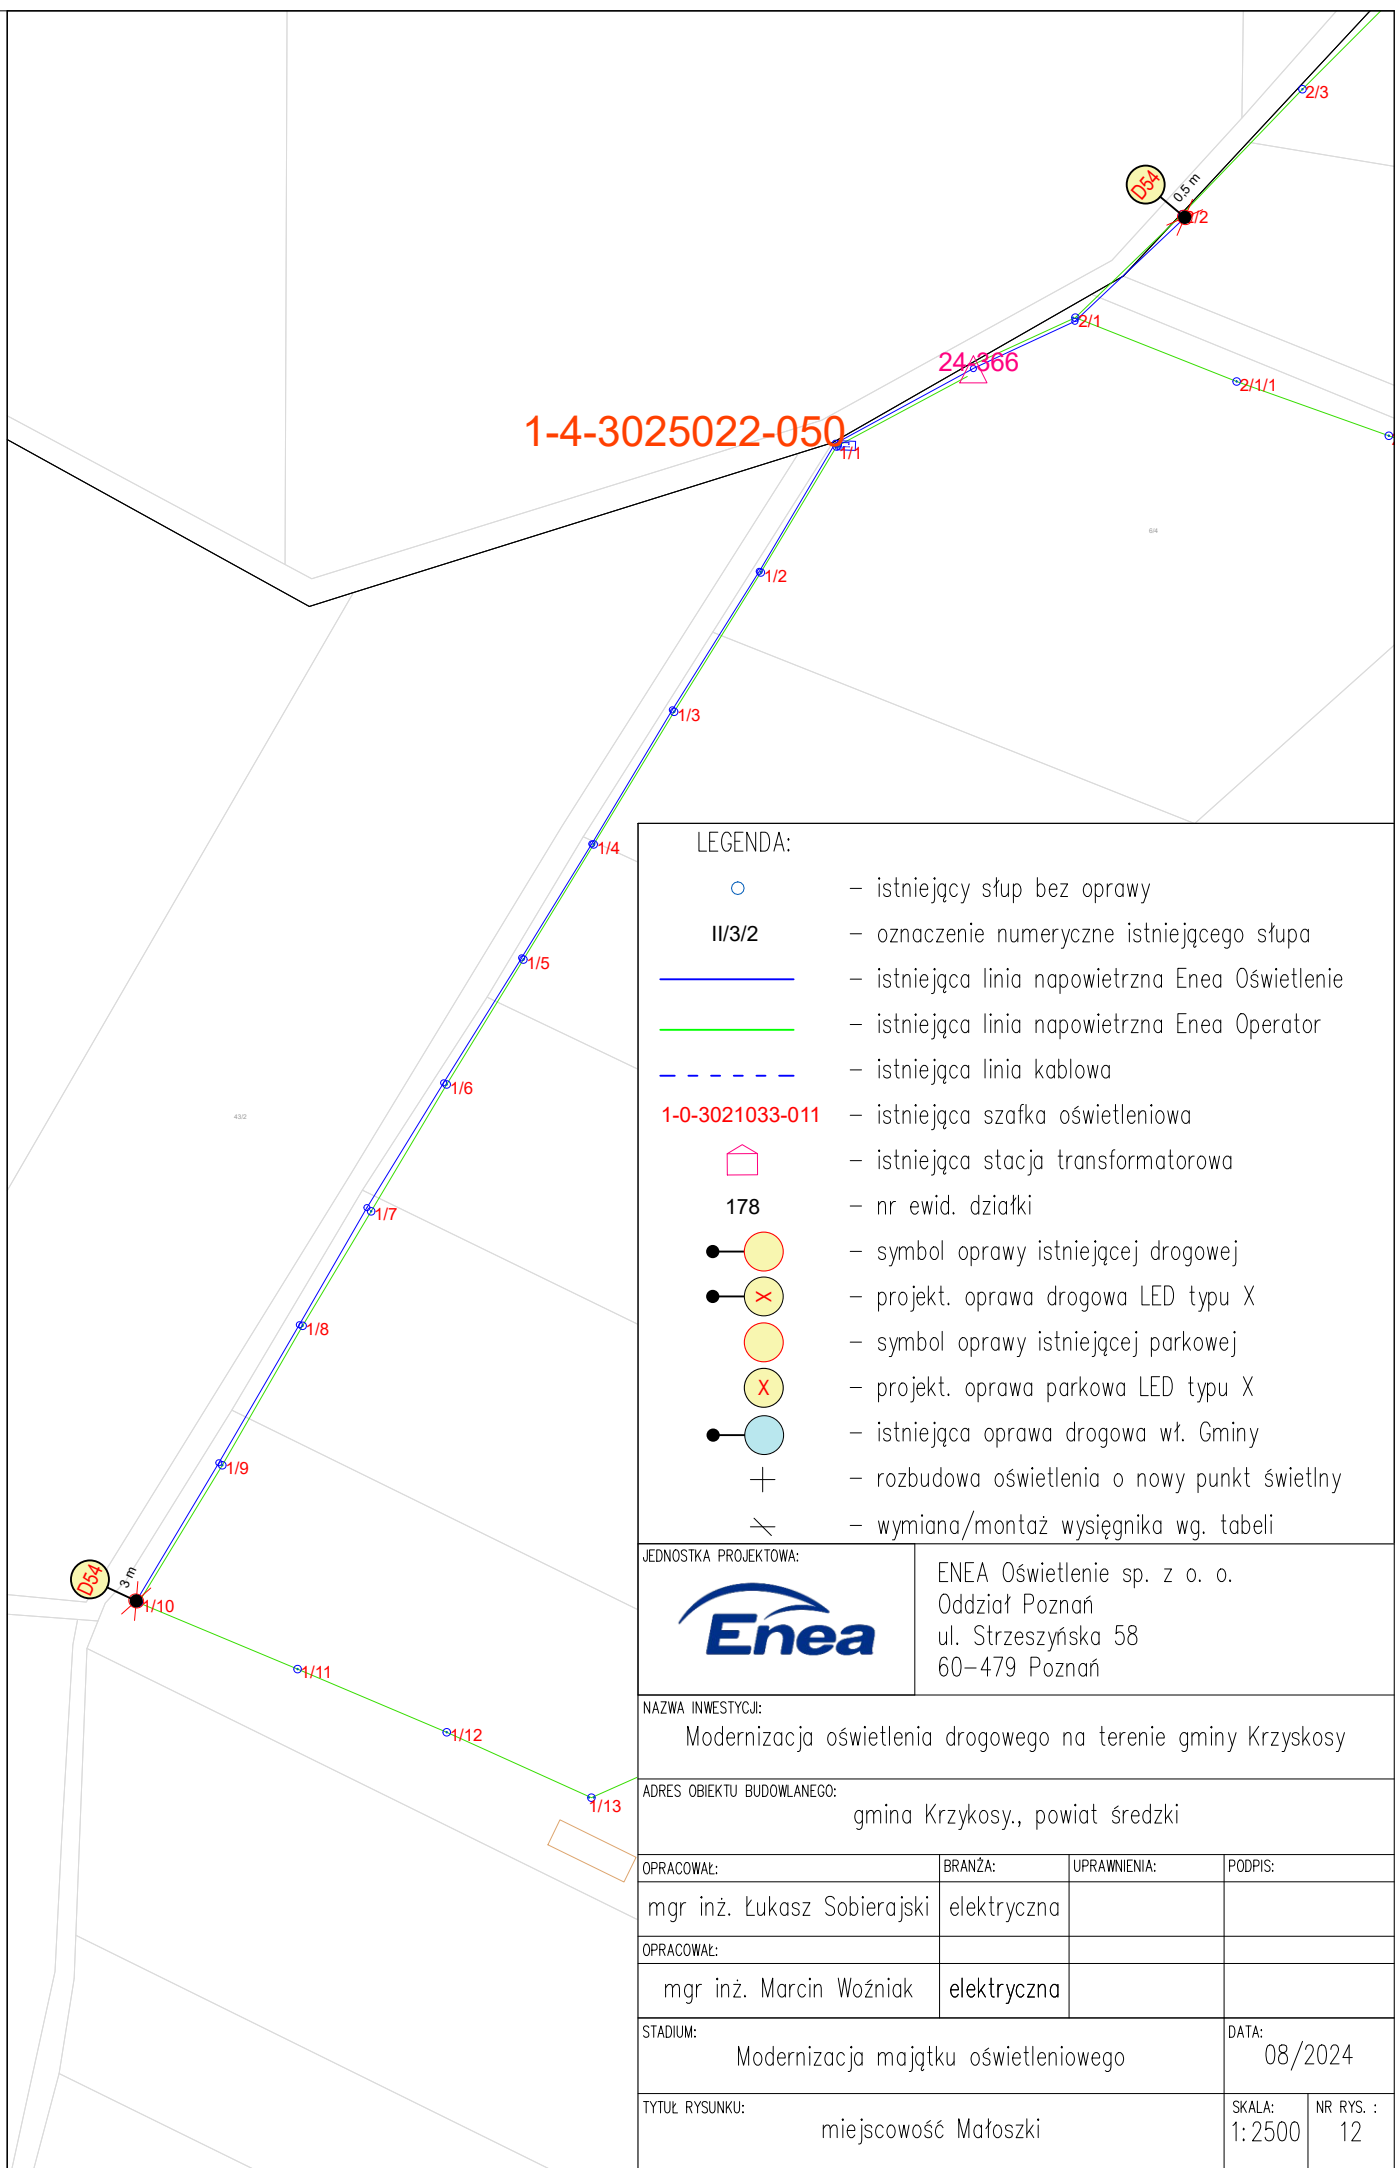 2/3
D54
0,5 m
2/2
2/1
24-366
2/1/1
1-4-3025022-050
1/1
6/4
1/2
1/3
1/4
1/5
1/6
43/2
1/7
1/8
1/9
D54
3 m
1/10
1/11
1/12
1/13
LEGENDA:
– istniejący słup bez oprawy
II/3/2 – oznaczenie numeryczne istniejącego słupa
– istniejąca linia napowietrzna Enea Oświetlenie
– istniejąca linia napowietrzna Enea Operator
– istniejąca linia kablowa
1-0-3021033-011 – istniejąca szafka oświetleniowa
– istniejąca stacja transformatorowa
178 – nr ewid. działki
– symbol oprawy istniejącej drogowej
X – projekt. oprawa drogowa LED typu X
– symbol oprawy istniejącej parkowej
X – projekt. oprawa parkowa LED typu X
– istniejąca oprawa drogowa wł. Gminy
– rozbudowa oświetlenia o nowy punkt świetlny
– wymiana/montaż wysięgnika wg. tabeli
JEDNOSTKA PROJEKTOWA:
Enea
ENEA Oświetlenie sp. z o. o.
Oddział Poznań
ul. Strzeszyńska 58
60–479 Poznań
NAZWA INWESTYCJI:
Modernizacja oświetlenia drogowego na terenie gminy Krzyskosy
ADRES OBIEKTU BUDOWLANEGO:
gmina Krzykosy., powiat średzki
OPRACOWAŁ: BRANŻA: UPRAWNIENIA: PODPIS:
mgr inż. Łukasz Sobierajski elektryczna
OPRACOWAŁ:
mgr inż. Marcin Woźniak elektryczna
STADIUM: DATA:
Modernizacja majątku oświetleniowego 08/2024
TYTUŁ RYSUNKU: SKALA: NR RYS. :
miejscowość Małoszki 1:2500 12